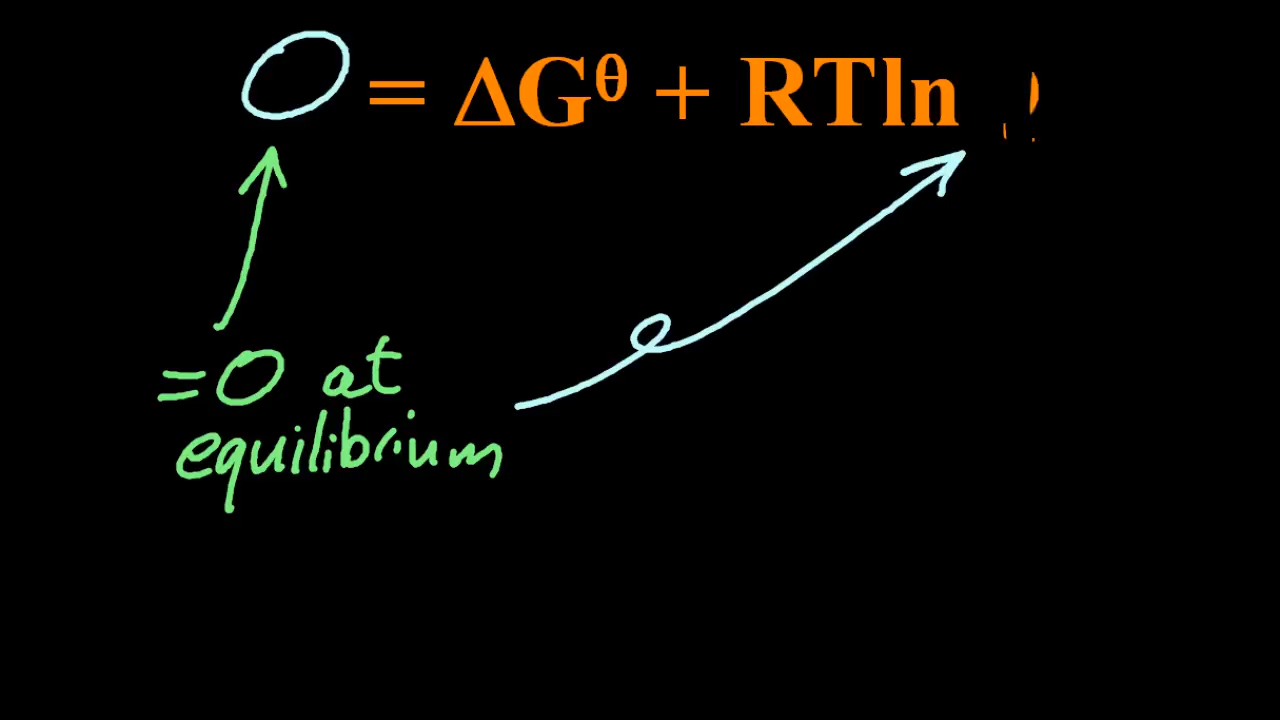 0 = ΔGᶿ + RTln
=0 at
equilibrium